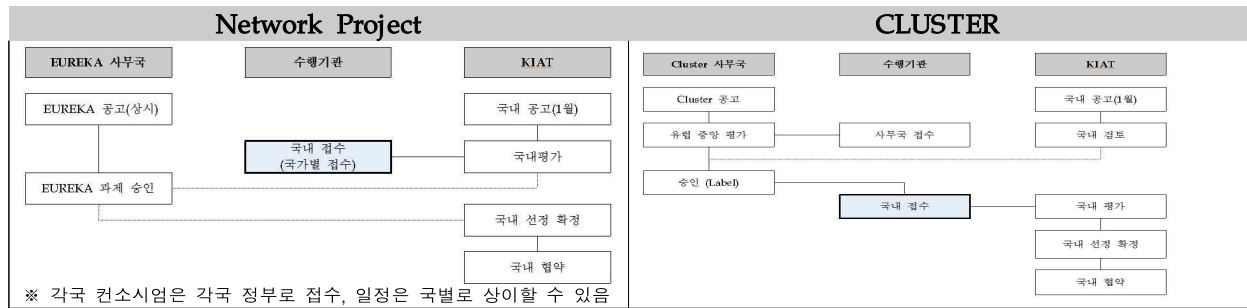 Network Project
EUREKA 사무국
수행기관
KIAT
EUREKA 공고(상시)
국내 공고(1월)
국내 접수
(국가별 접수)
국내평가
EUREKA 과제 승인
국내 선정 확정
국내 협약
※ 각국 컨소시엄은 각국 정부로 접수, 일정은 국별로 상이할 수 있음
CLUSTER
Cluster 사무국
수행기관
KIAT
Cluster 공고
국내 공고(1월)
유럽 중앙 평가
사무국 접수
국내 검토
승인 (Label)
국내 접수
국내 평가
국내 선정 확정
국내 협약